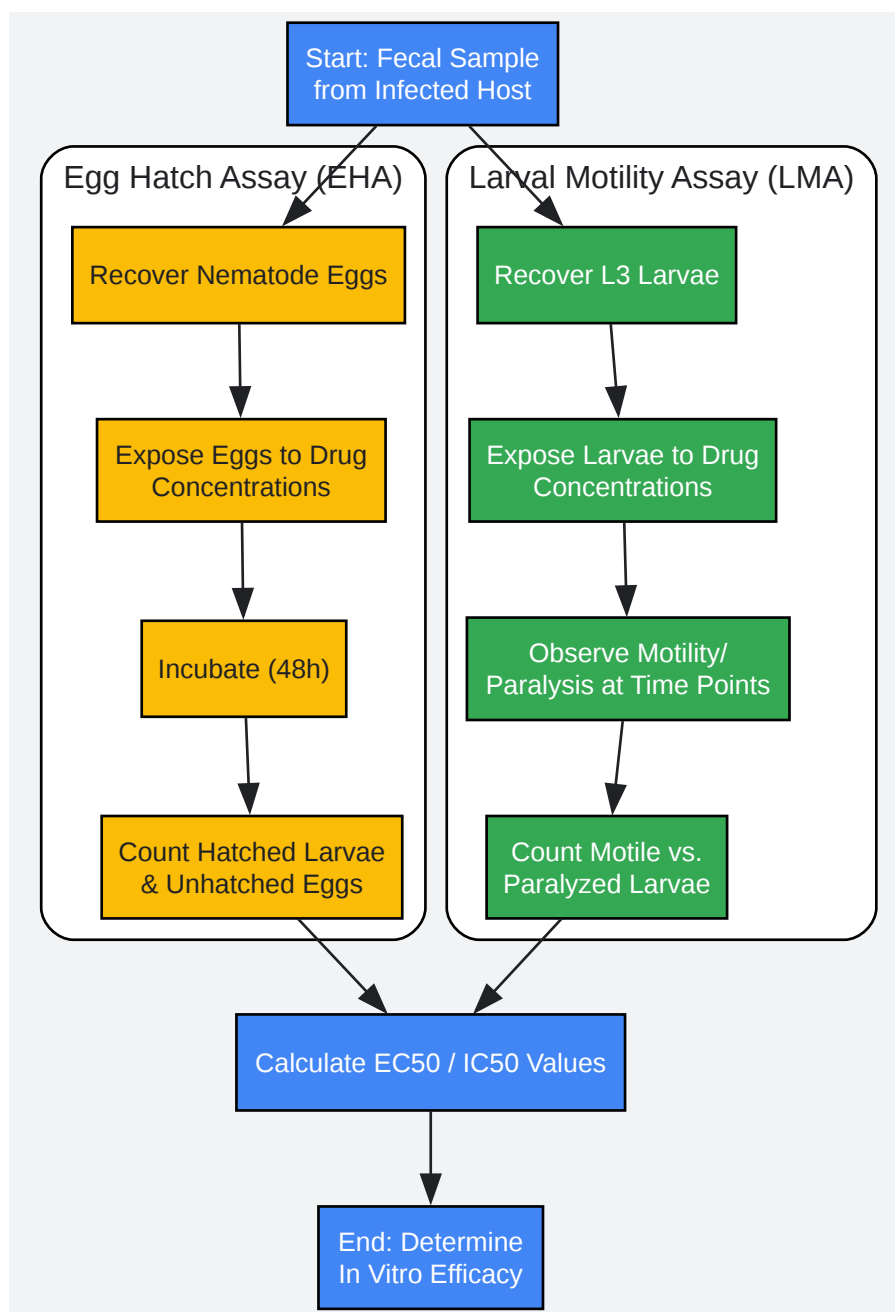 Start: Fecal Sample
from Infected Host
Egg Hatch Assay (EHA)
Recover Nematode Eggs
Expose Eggs to Drug
Concentrations
Incubate (48h)
Count Hatched Larvae
& Unhatched Eggs
Larval Motility Assay (LMA)
Recover L3 Larvae
Expose Larvae to Drug
Concentrations
Observe Motility/
Paralysis at Time Points
Count Motile vs.
Paralyzed Larvae
Calculate EC50 / IC50 Values
End: Determine
In Vitro Efficacy